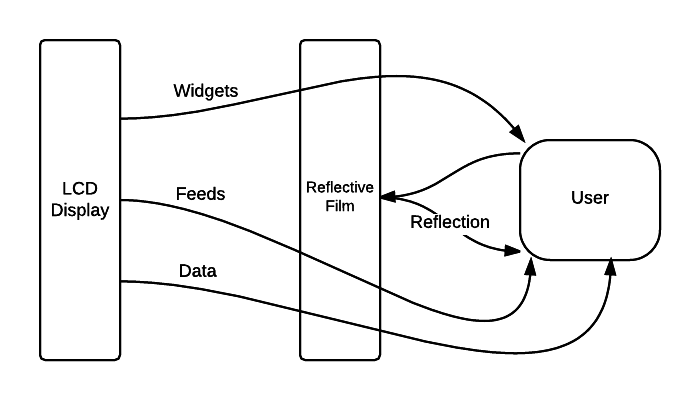 Widgets
LCD
Display
Feeds
Data
Reflective
Film
Reflection
User